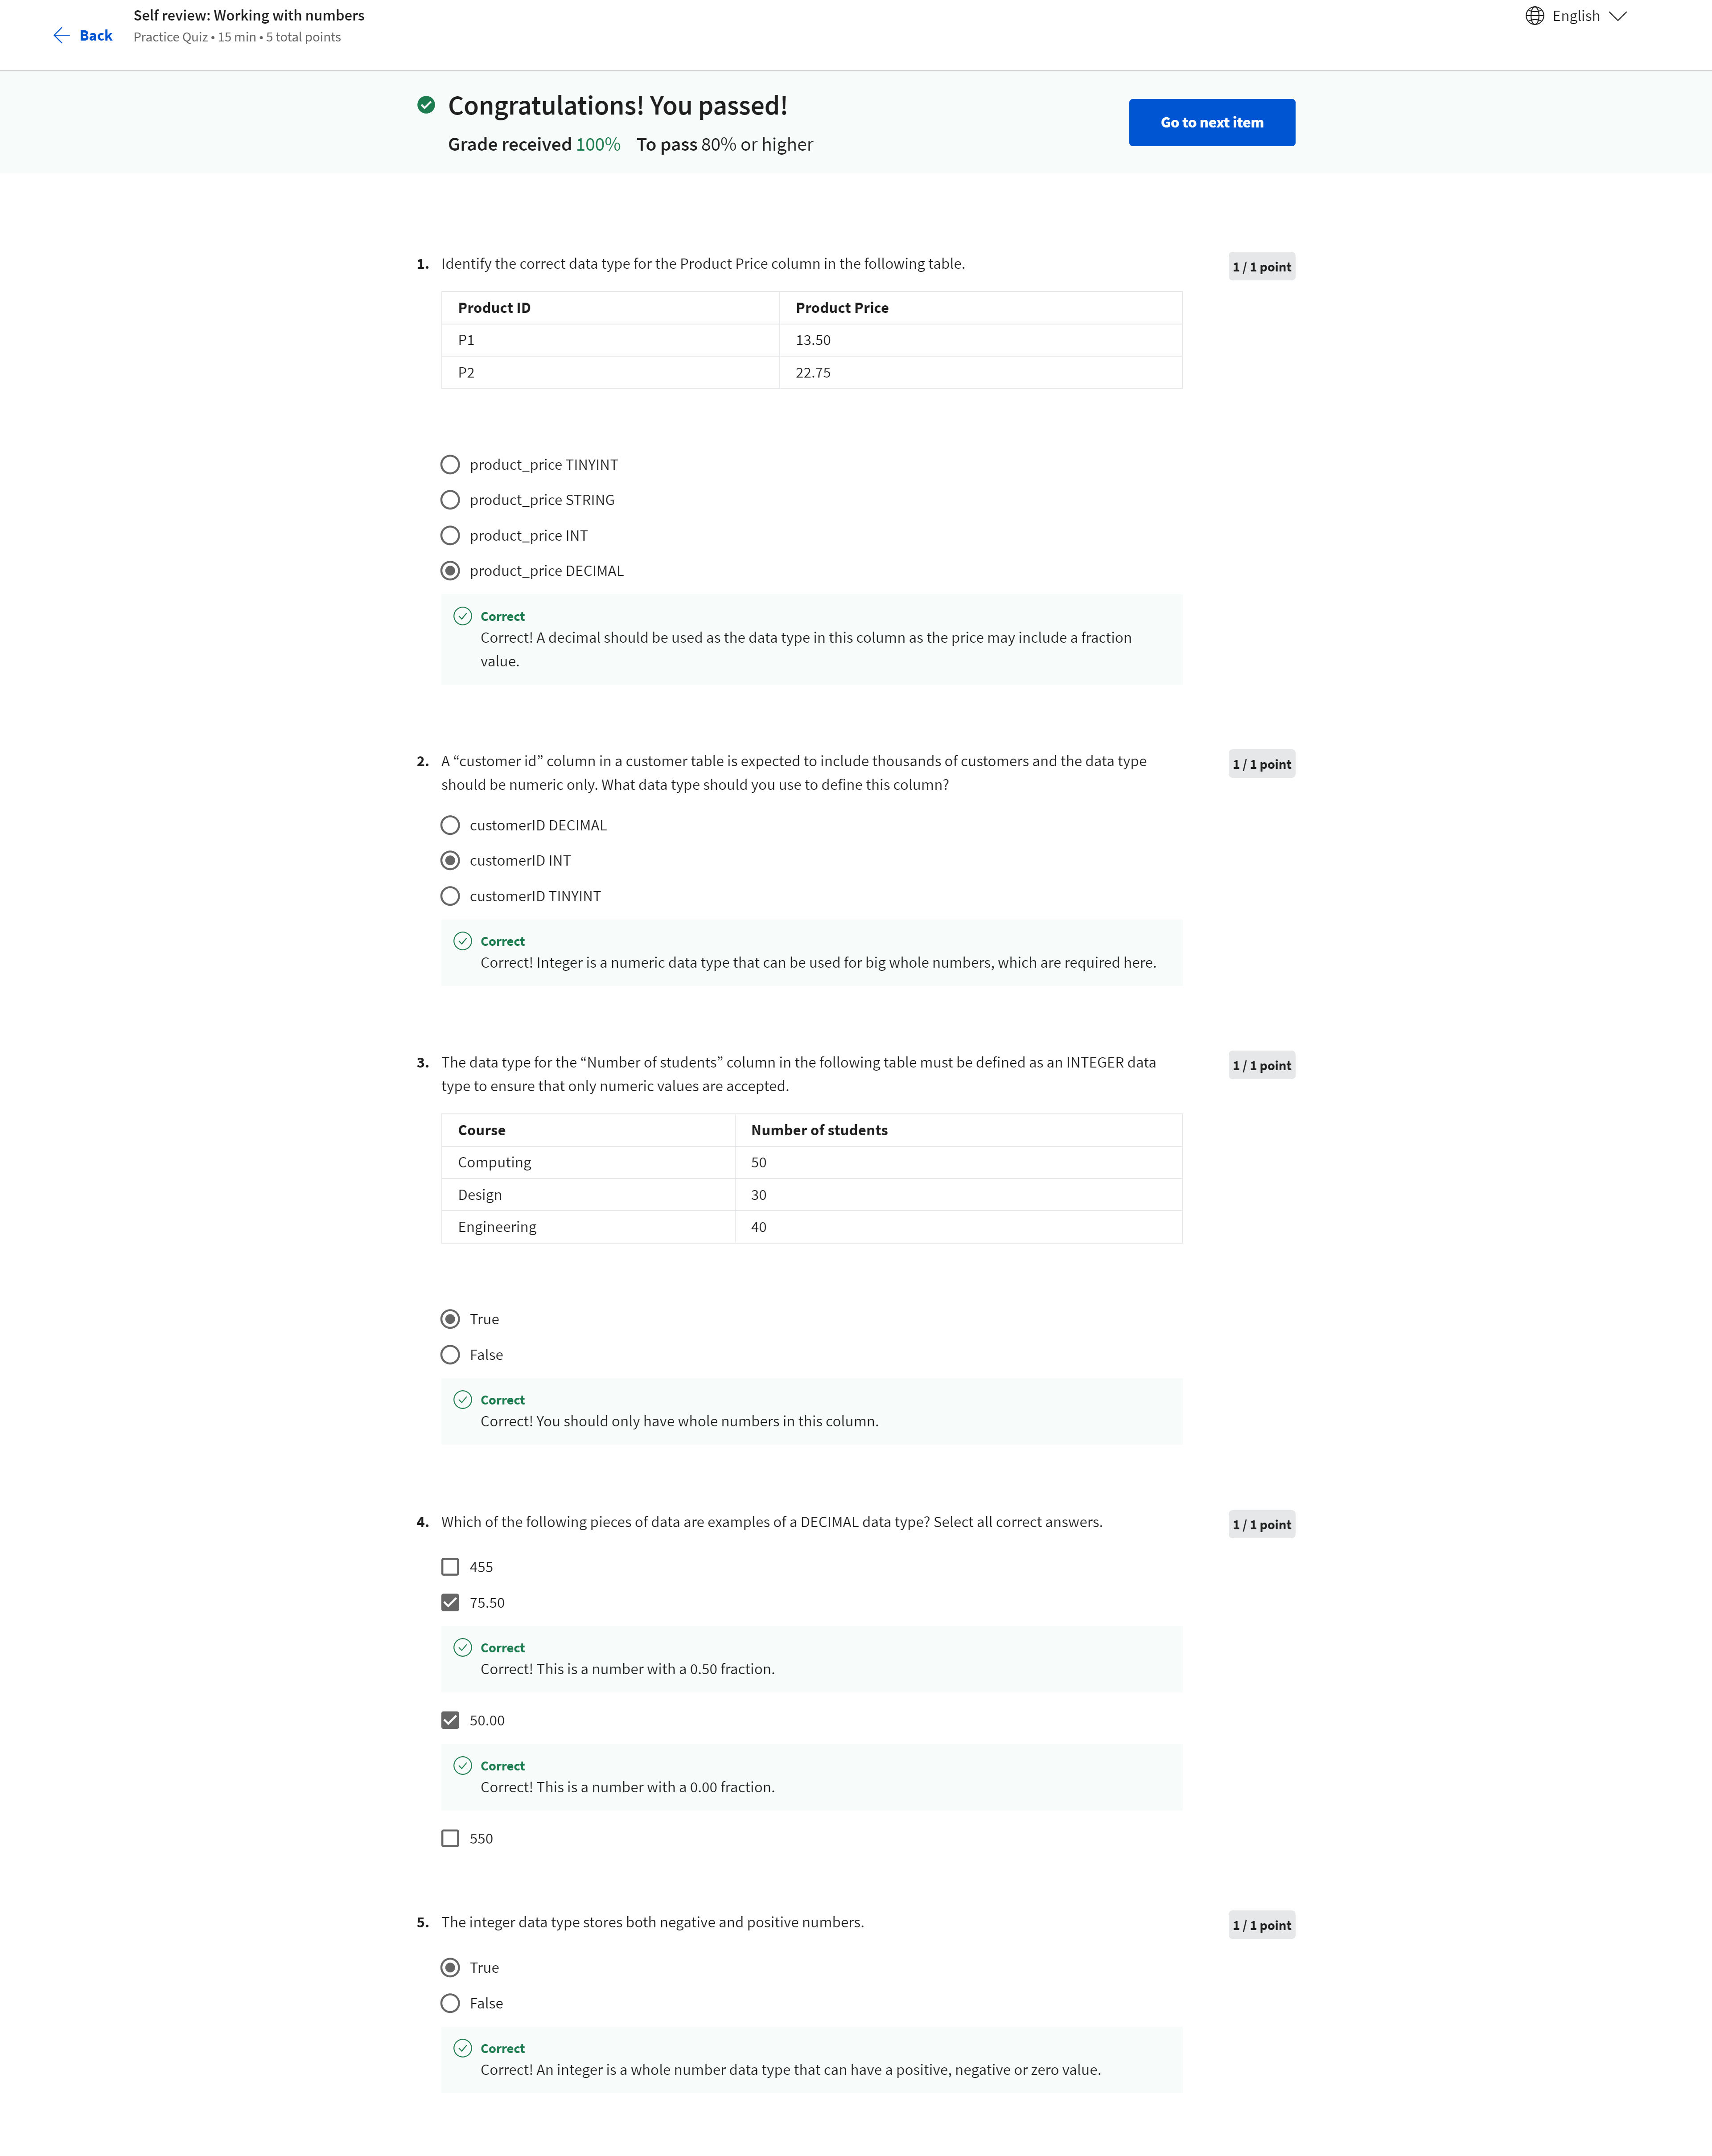 Self review: Working with numbers
Back
Practice Quiz • 15 min • 5 total points
English
Congratulations! You passed!
Grade received 100% To pass 80% or higher
Go to next item
1. Identify the correct data type for the Product Price column in the following table.
1 / 1 point
Product ID Product Price
P1 13.50
P2 22.75
product_price TINYINT
product_price STRING
product_price INT
product_price DECIMAL
Correct
Correct! A decimal should be used as the data type in this column as the price may include a fraction
value.
2. A “customer id” column in a customer table is expected to include thousands of customers and the data type
should be numeric only. What data type should you use to define this column?
1 / 1 point
customerID DECIMAL
customerID INT
customerID TINYINT
Correct
Correct! Integer is a numeric data type that can be used for big whole numbers, which are required here.
3. The data type for the “Number of students” column in the following table must be defined as an INTEGER data
type to ensure that only numeric values are accepted.
1 / 1 point
Course Number of students
Computing 50
Design 30
Engineering 40
True
False
Correct
Correct! You should only have whole numbers in this column.
4. Which of the following pieces of data are examples of a DECIMAL data type? Select all correct answers.
1 / 1 point
455
75.50
Correct
Correct! This is a number with a 0.50 fraction.
50.00
Correct
Correct! This is a number with a 0.00 fraction.
550
5. The integer data type stores both negative and positive numbers.
1 / 1 point
True
False
Correct
Correct! An integer is a whole number data type that can have a positive, negative or zero value.